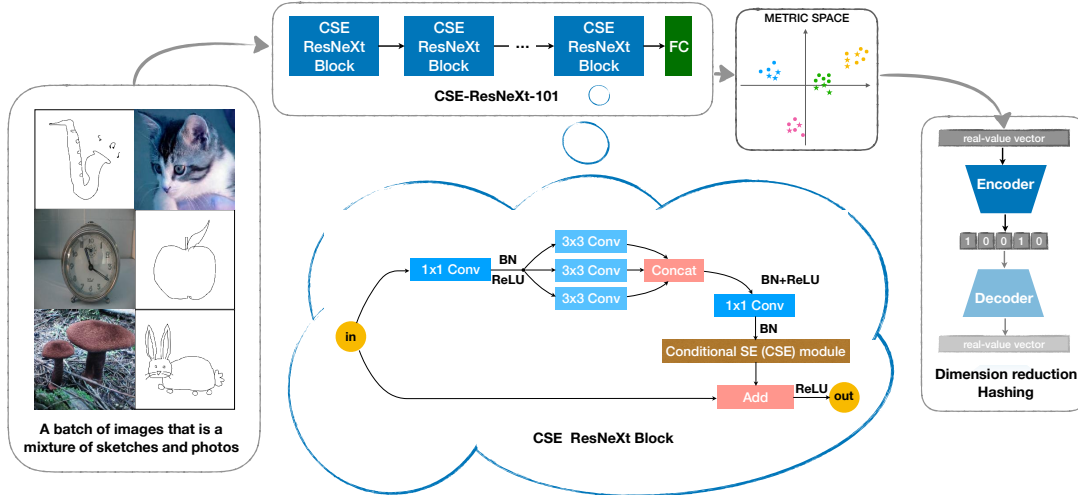 CSE
ResNeXt
Block
CSE
ResNeXt
Block
...
CSE
ResNeXt
Block
FC
CSE-ResNeXt-101
METRIC SPACE
real-value vector
Encoder
1 0 0 1 0
Decoder
real-value vector
Dimension reduction
Hashing
A batch of images that is a
mixture of sketches and photos
in
1x1 Conv
BN
ReLU
3x3 Conv
3x3 Conv
3x3 Conv
Concat
BN+ReLU
1x1 Conv
BN
Conditional SE (CSE) module
Add
ReLU
out
CSE ResNeXt Block